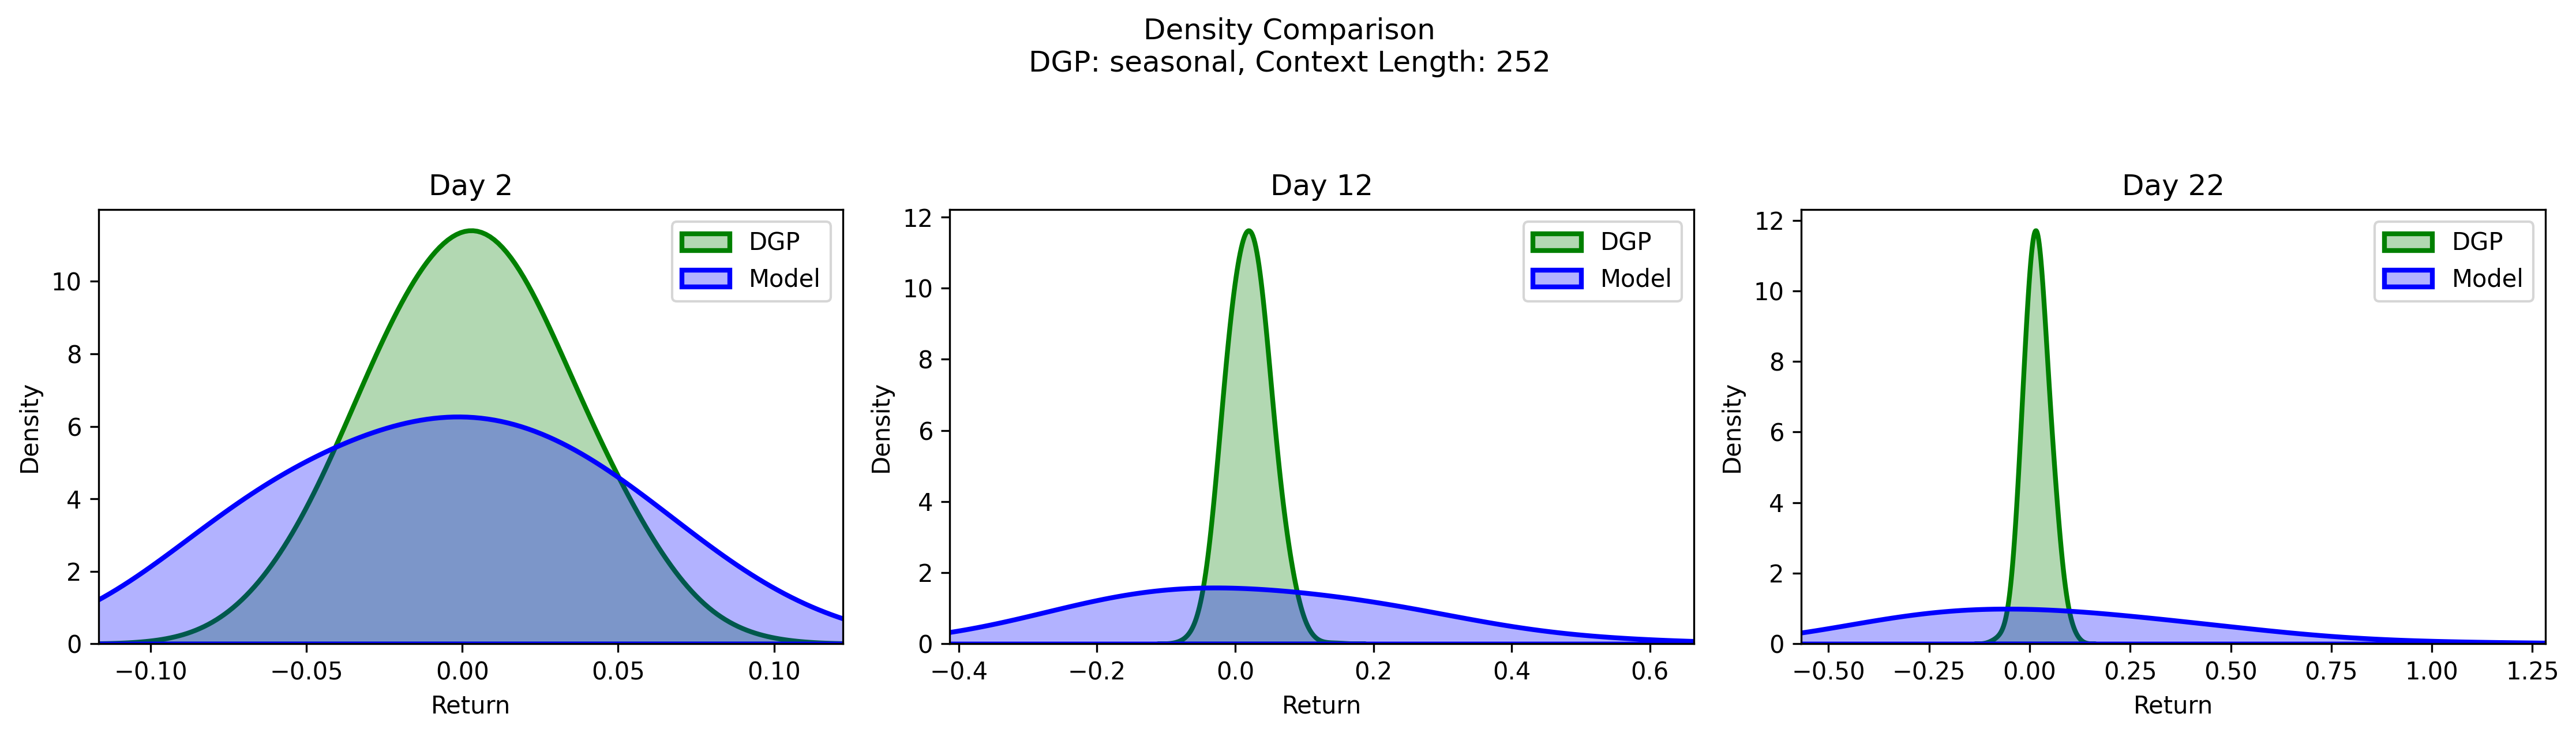 Density Comparison
DGP: seasonal, Context Length: 252
Day 2
Density
10
8
6
4
2
0
−0.10 −0.05 0.00 0.05 0.10
Return
DGP
Model
Day 12
Density
12
10
8
6
4
2
0
−0.4 −0.2 0.0 0.2 0.4 0.6
Return
DGP
Model
Day 22
Density
12
10
8
6
4
2
0
−0.50 −0.25 0.00 0.25 0.50 0.75 1.00 1.25
Return
DGP
Model